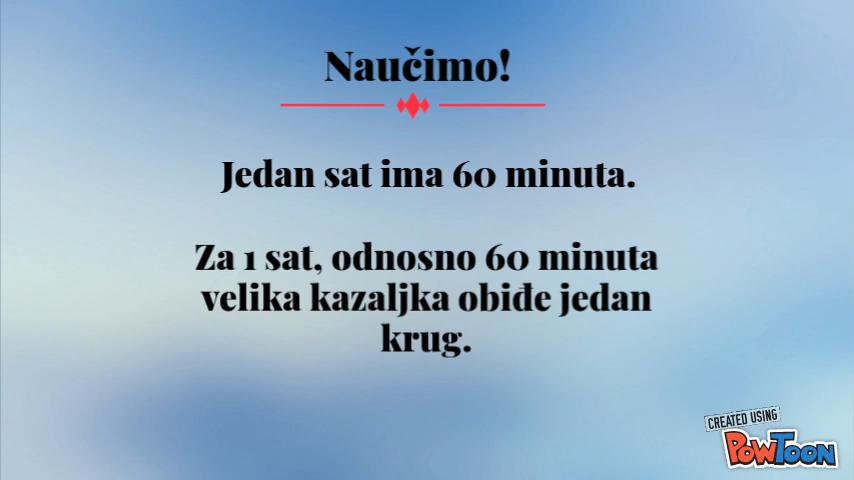 Naučimo!
Jedan sat ima 60 minuta.
Za 1 sat, odnosno 60 minuta
velika kazaljka obiđe jedan
krug.
CREATED USING
POWTOON